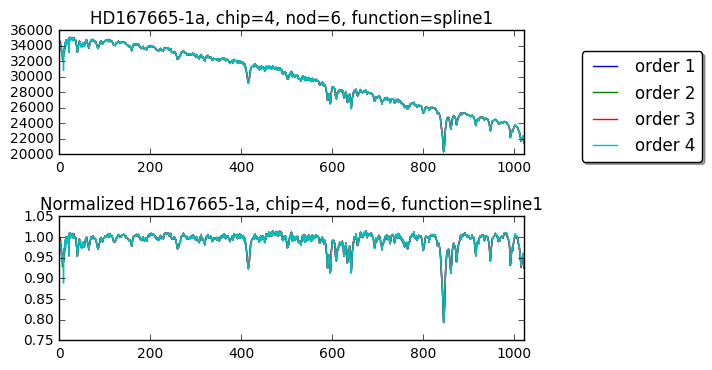 HD167665-1a, chip=4, nod=6, function=spline1
36000
34000
32000
30000
28000
26000
24000
22000
20000
0 200 400 600 800 1000
order 1
order 2
order 3
order 4
Normalized HD167665-1a, chip=4, nod=6, function=spline1
1.05
1.00
0.95
0.90
0.85
0.80
0.75
0 200 400 600 800 1000